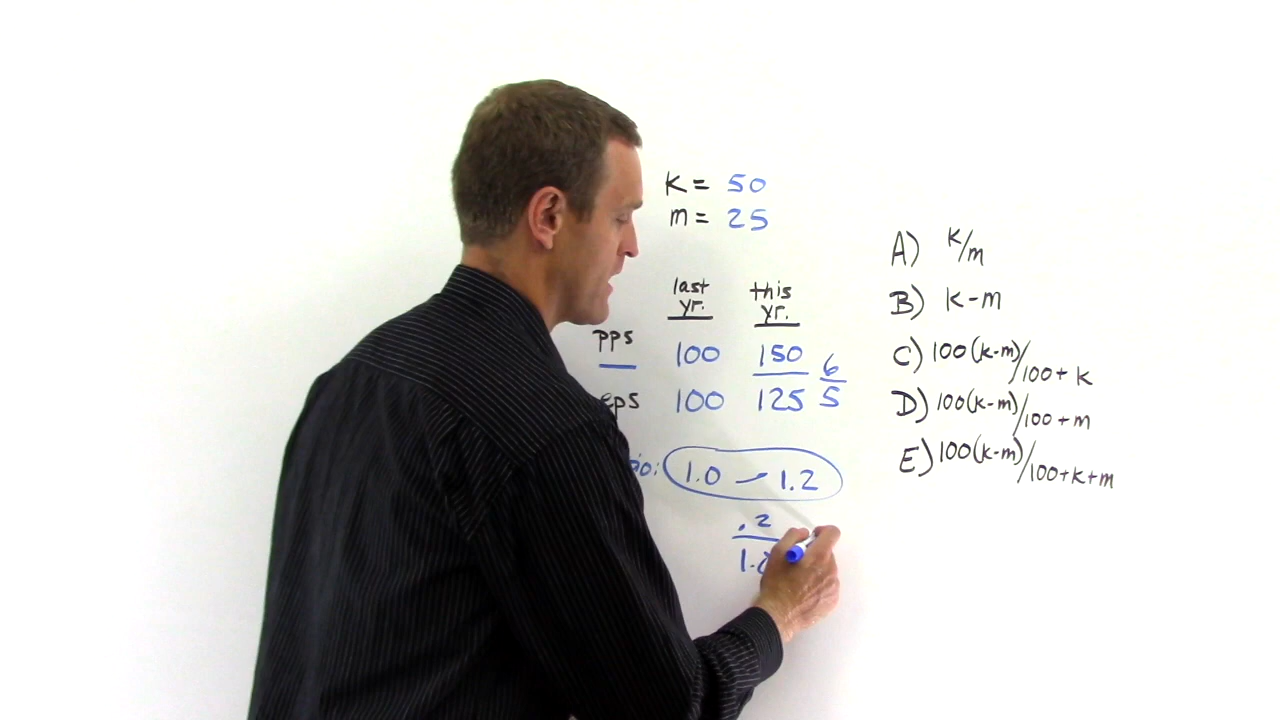 k = 50
m = 25
last this
yr. yr.
pps 100 150 6
eps 100 125 5
1.0 – 1.2
.2
A) k/m
B) k - m
C) 100(k-m)/100 + k
D) 100(k-m)/100 + m
E) 100(k-m)/100+k+m